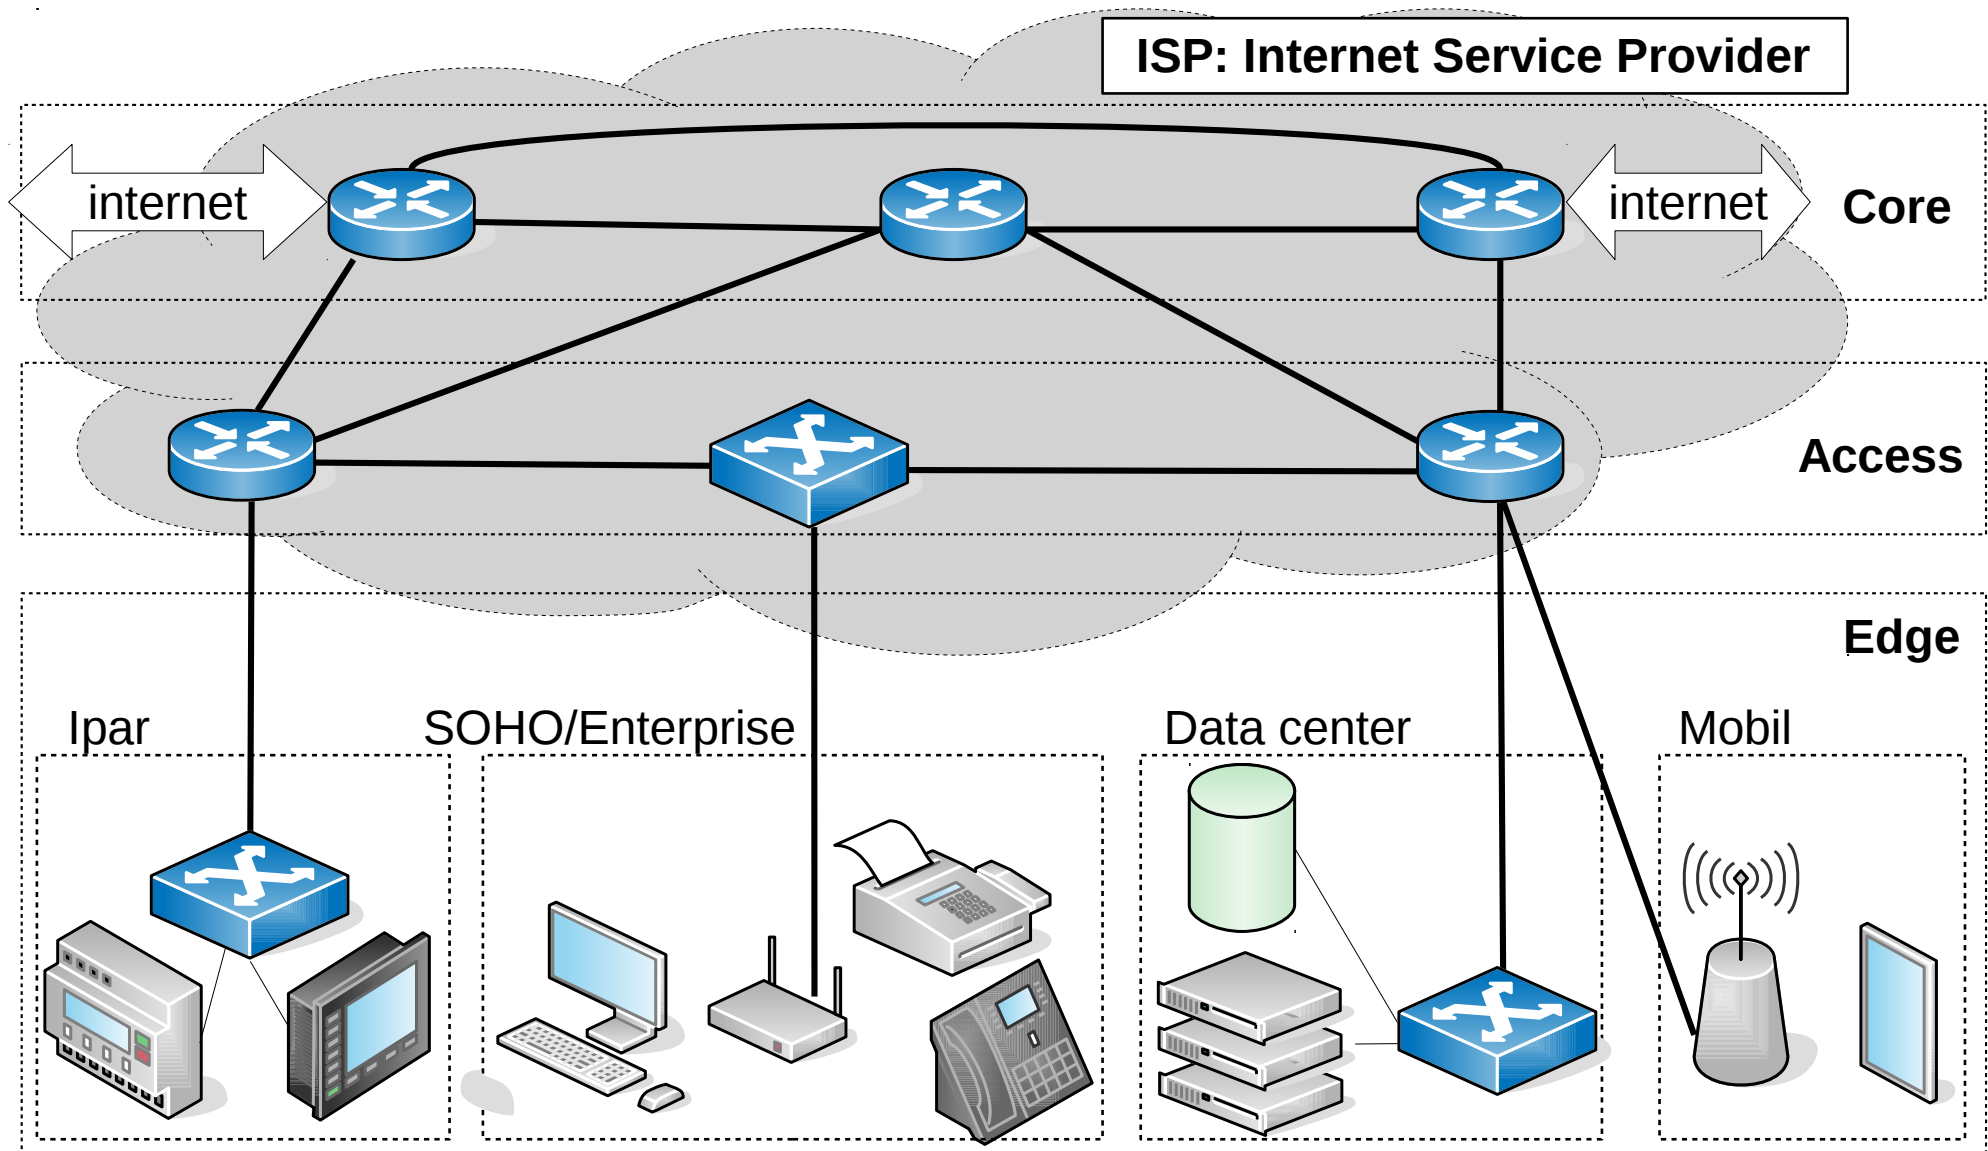 ISP: Internet Service Provider
internet
internet
Core
Access
Edge
Ipar
SOHO/Enterprise
Data center
Mobil